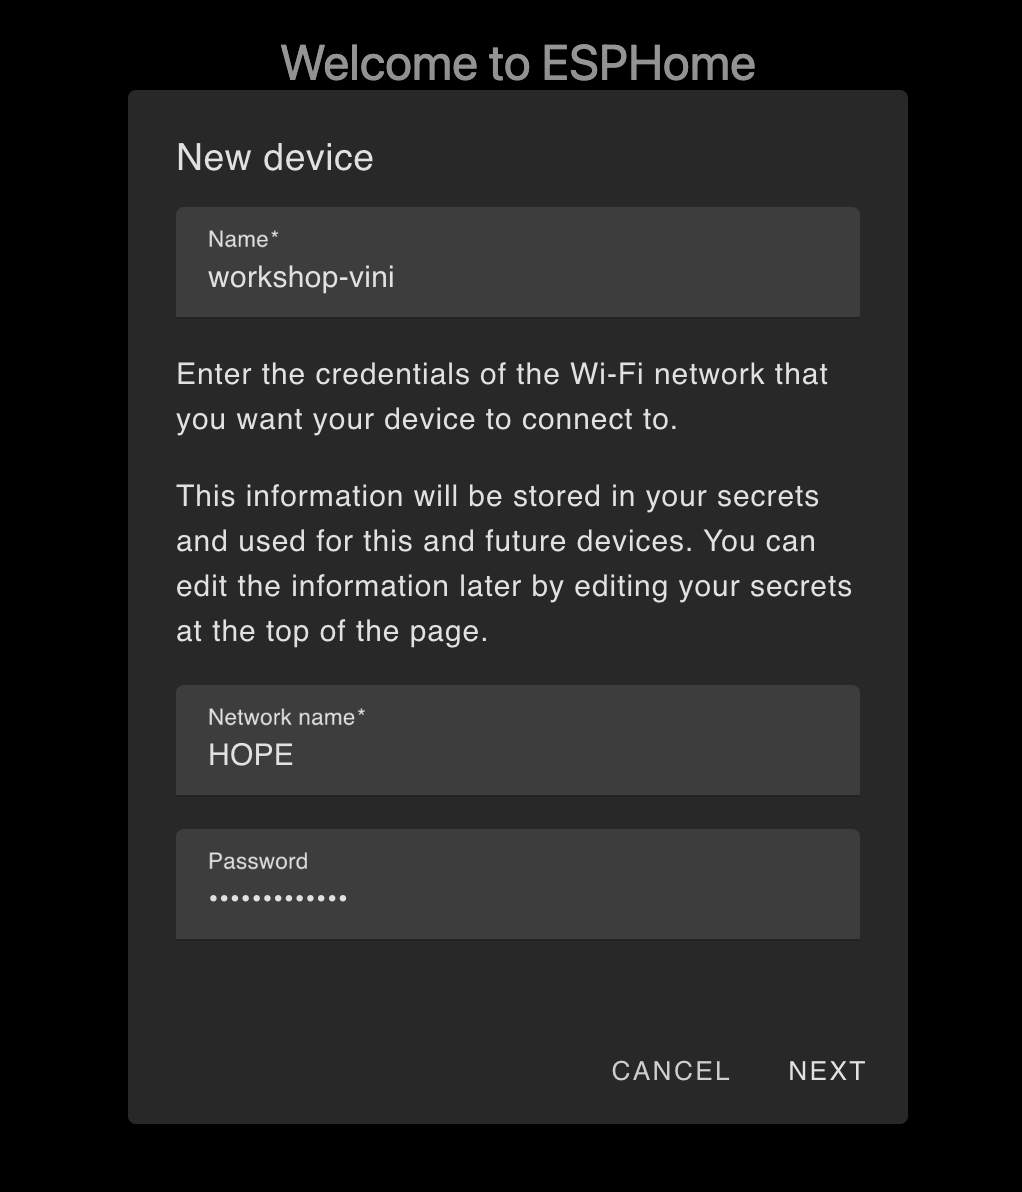 Welcome to ESPHome
New device
Name*
workshop-vini
Enter the credentials of the Wi-Fi network that
you want your device to connect to.
This information will be stored in your secrets
and used for this and future devices. You can
edit the information later by editing your secrets
at the top of the page.
Network name*
HOPE
Password
•••••••••••••
CANCEL NEXT